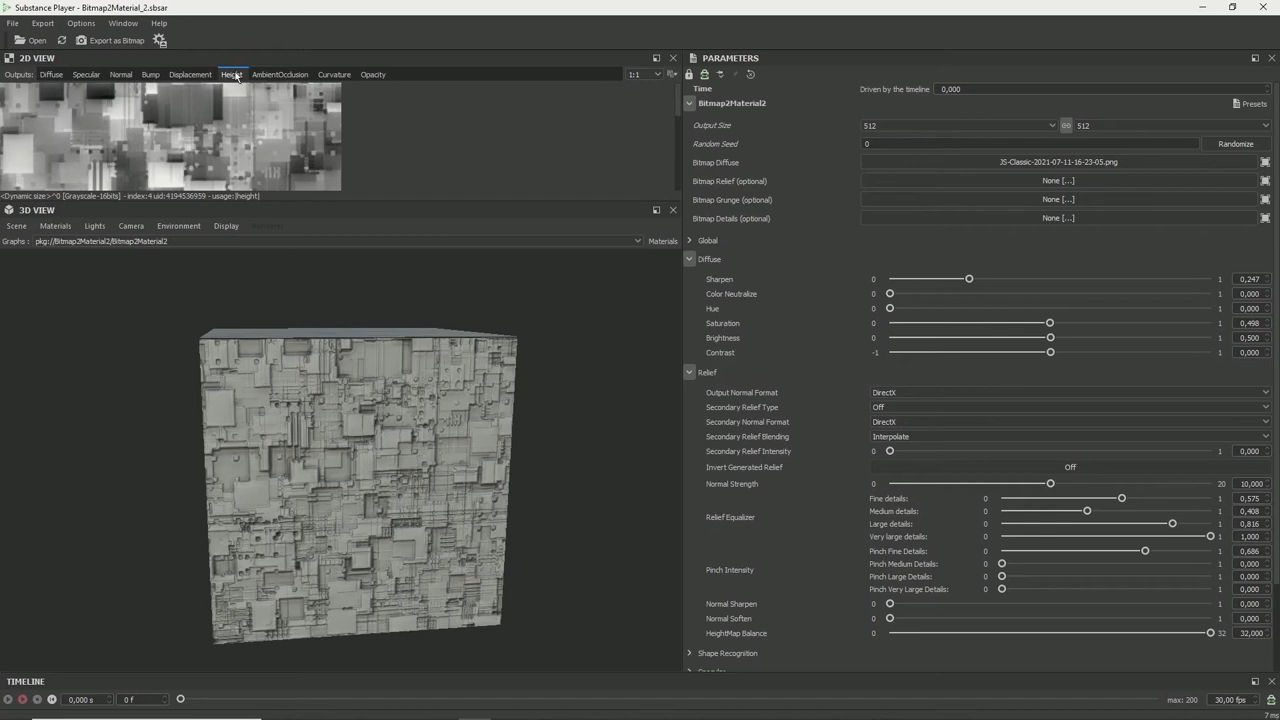 Substance Player - Bitmap2Material_2.sbsar
File Export Options Window Help
Open Export as Bitmap
2D VIEW
Outputs: Diffuse Specular Normal Bump Displacement Height AmbientOcclusion Curvature Opacity 1:1
<Dynamic size>^0 [Grayscale-16bits] - index:4 uid:4194536959 - usage:|height|
3D VIEW
Scene Materials Lights Camera Environment Display
Graphs : pkg://Bitmap2Material2/Bitmap2Material2 Materials
PARAMETERS
Time Driven by the timeline 0,000
Bitmap2Material2
Presets
Output Size 512 512
Random Seed 0 Randomize
Bitmap Diffuse JS-Classic-2021-07-11-16-23-05.png
Bitmap Relief (optional) None [...]
Bitmap Grunge (optional) None [...]
Bitmap Details (optional) None [...]
Global
Diffuse
Sharpen 0 1 0,247
Color Neutralize 0 1 0,000
Hue 0 1 0,000
Saturation 0 1 0,498
Brightness 0 1 0,500
Contrast -1 1 0,000
Relief
Output Normal Format DirectX
Secondary Relief Type Off
Secondary Normal Format DirectX
Secondary Relief Blending Interpolate
Secondary Relief Intensity 0 1 0,000
Invert Generated Relief Off
Normal Strength 0 20 10,000
Relief Equalizer
Fine details: 0 1 0,575
Medium details: 0 1 0,408
Large details: 0 1 0,816
Very large details: 0 1 1,000
Pinch Intensity
Pinch Fine Details: 0 1 0,686
Pinch Medium Details: 0 1 0,000
Pinch Large Details: 0 1 0,000
Pinch Very Large Details: 0 1 0,000
Normal Sharpen 0 1 0,000
Normal Soften 0 1 0,000
HeightMap Balance 0 32 32,000
Shape Recognition
TIMELINE
0,000 s 0 f max: 200 30,00 fps
7 ms